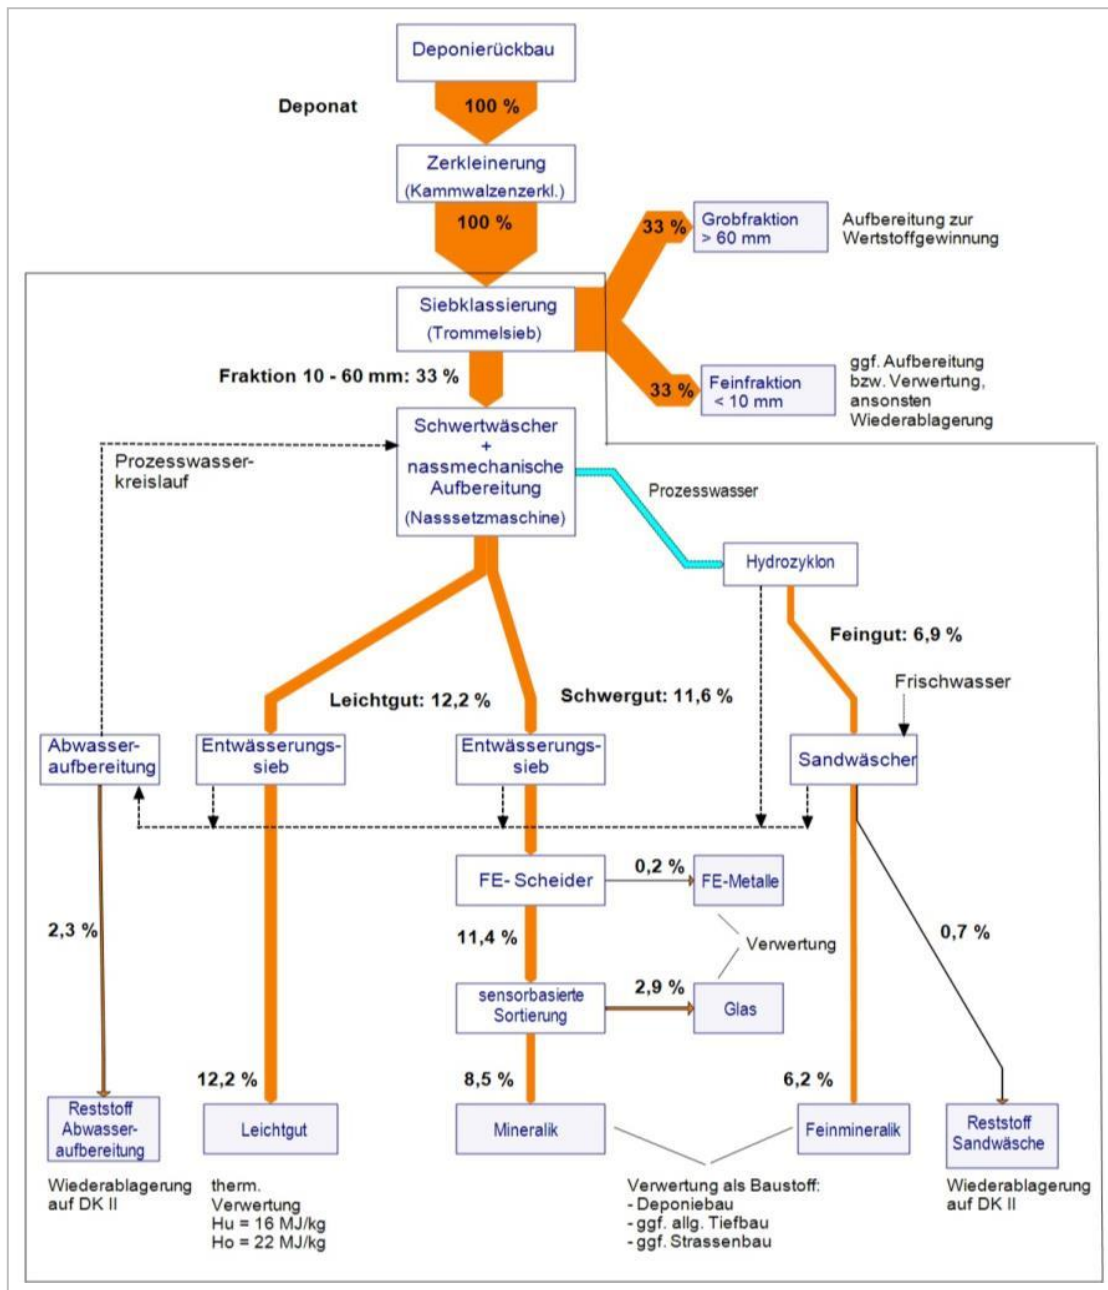 Deponierückbau
Deponat
100 %
Zerkleinerung
(Kammwalzenzerkl.)
100 %
33 %
Grobfraktion
> 60 mm
Aufbereitung zur
Wertstoffgewinnung
Siebklassierung
(Trommelsieb)
Fraktion 10 - 60 mm: 33 %
33 %
Feinfraktion
< 10 mm
ggf. Aufbereitung
bzw. Verwertung,
ansonsten
Wiederablagerung
Schwertwäscher
+
nassmechanische
Aufbereitung
(Nasssetzmaschine)
Prozesswasser-
kreislauf
Prozesswasser
Hydrozyklon
Feingut: 6,9 %
Leichtgut: 12,2 %
Schwergut: 11,6 %
Frischwasser
Abwasser-
aufbereitung
Entwässerungs-
sieb
Entwässerungs-
sieb
Sandwäscher
FE- Scheider
0,2 %
FE-Metalle
2,3 %
11,4 %
Verwertung
0,7 %
sensorbasierte
Sortierung
2,9 %
Glas
12,2 %
8,5 %
6,2 %
Reststoff
Abwasser-
aufbereitung
Leichtgut
Mineralik
Feinmineralik
Reststoff
Sandwäsche
Wiederablagerung
auf DK II
therm.
Verwertung
Hu = 16 MJ/kg
Ho = 22 MJ/kg
Verwertung als Baustoff:
- Deponiebau
- ggf. allg. Tiefbau
- ggf. Strassenbau
Wiederablagerung
auf DK II